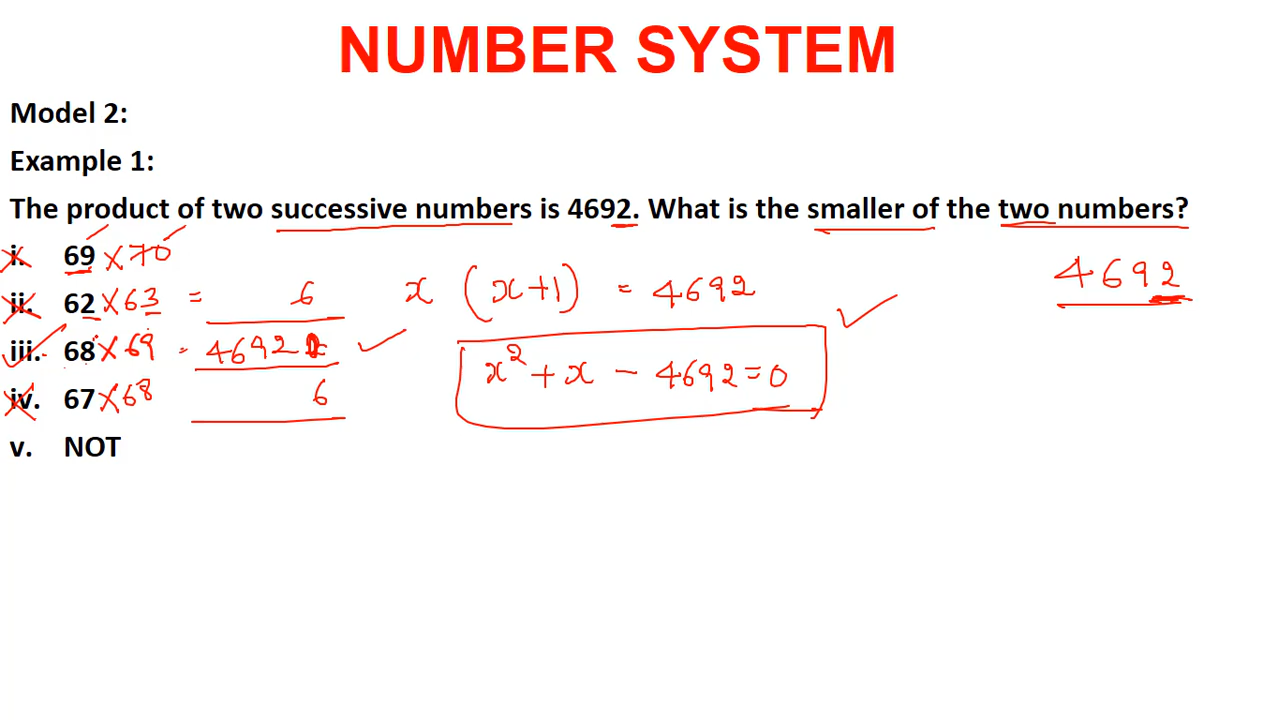 NUMBER SYSTEM
Model 2:
Example 1:
The product of two successive numbers is 4692. What is the smaller of the two numbers?
i. 69 × 70
4692
ii. 62 × 63 = 6
x (x+1) = 4692
iii. 68 × 69 = 4692
x² + x - 4692 = 0
iv. 67 × 68 6
v. NOT